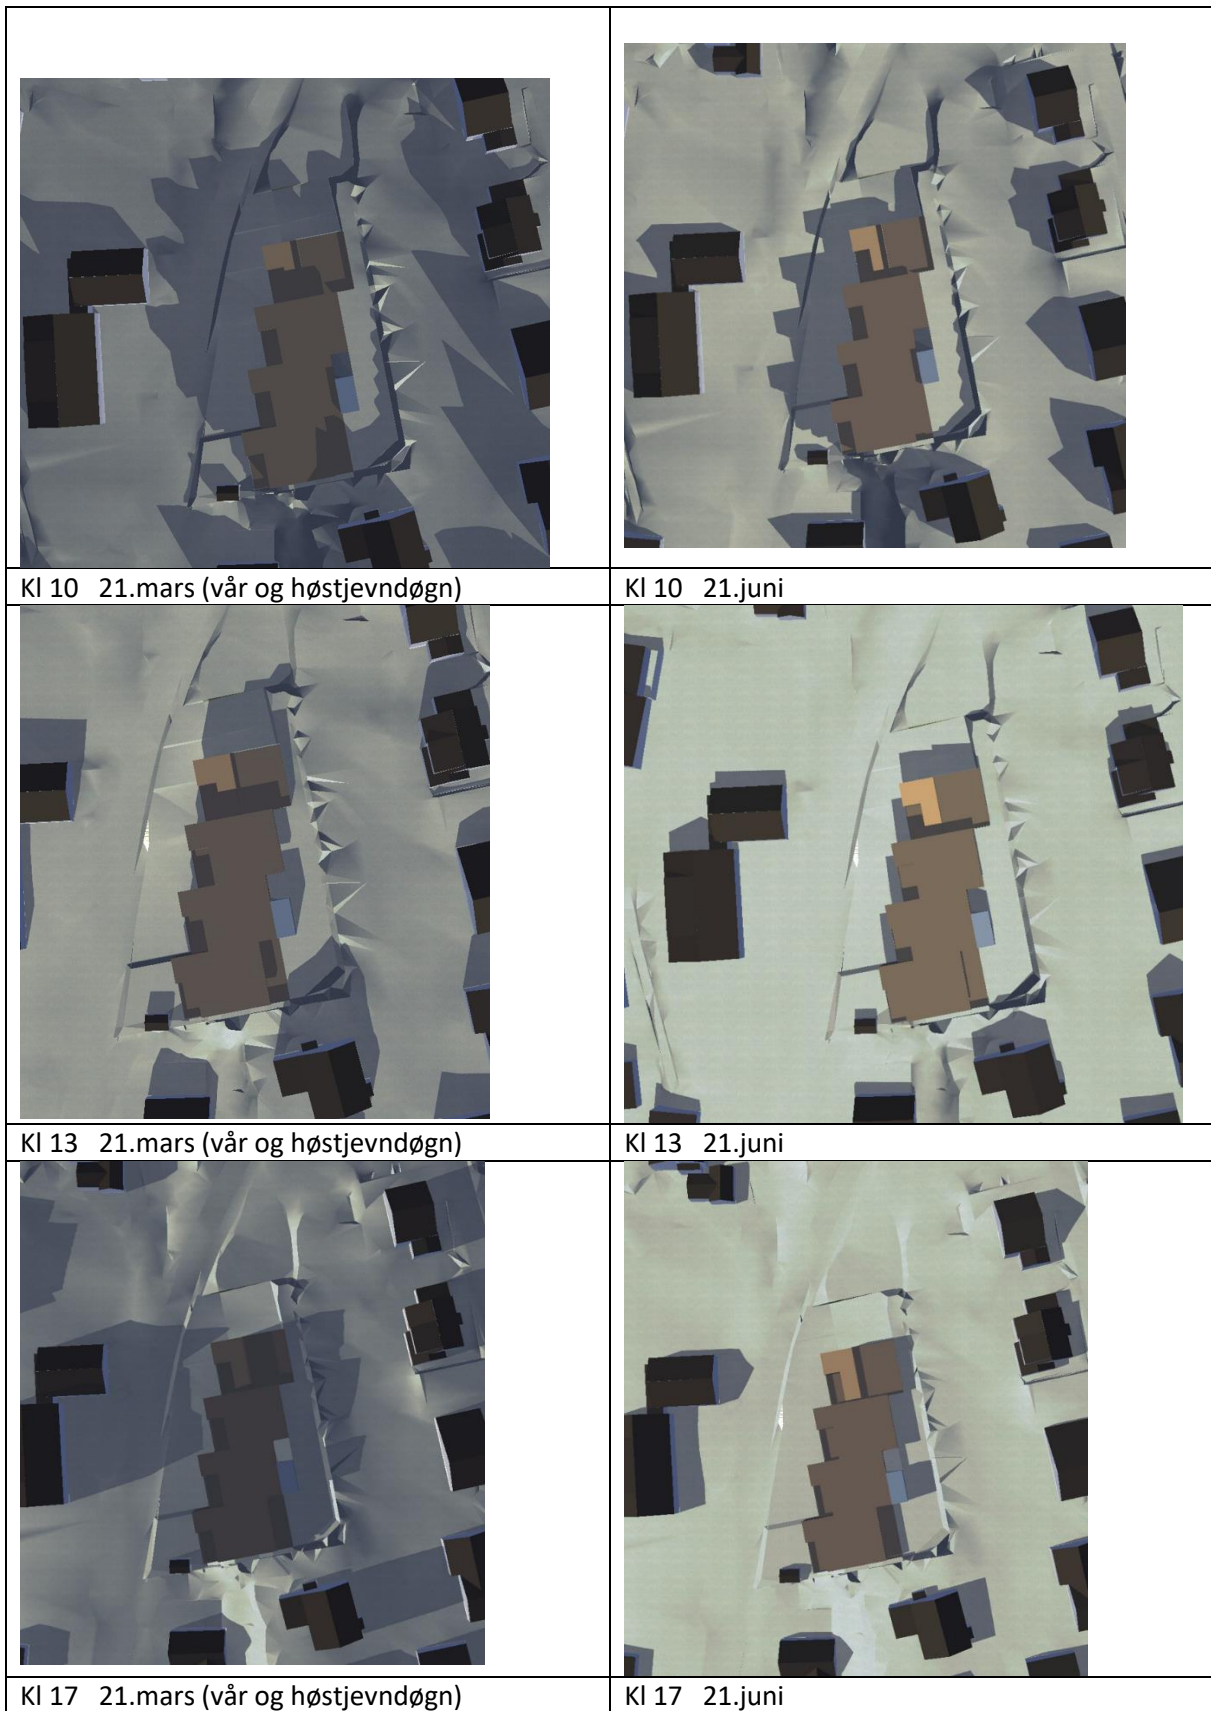 Kl 10   21.mars (vår og høstjevndøgn)
Kl 10   21.juni
Kl 13   21.mars (vår og høstjevndøgn)
Kl 13   21.juni
Kl 17   21.mars (vår og høstjevndøgn)
Kl 17   21.juni